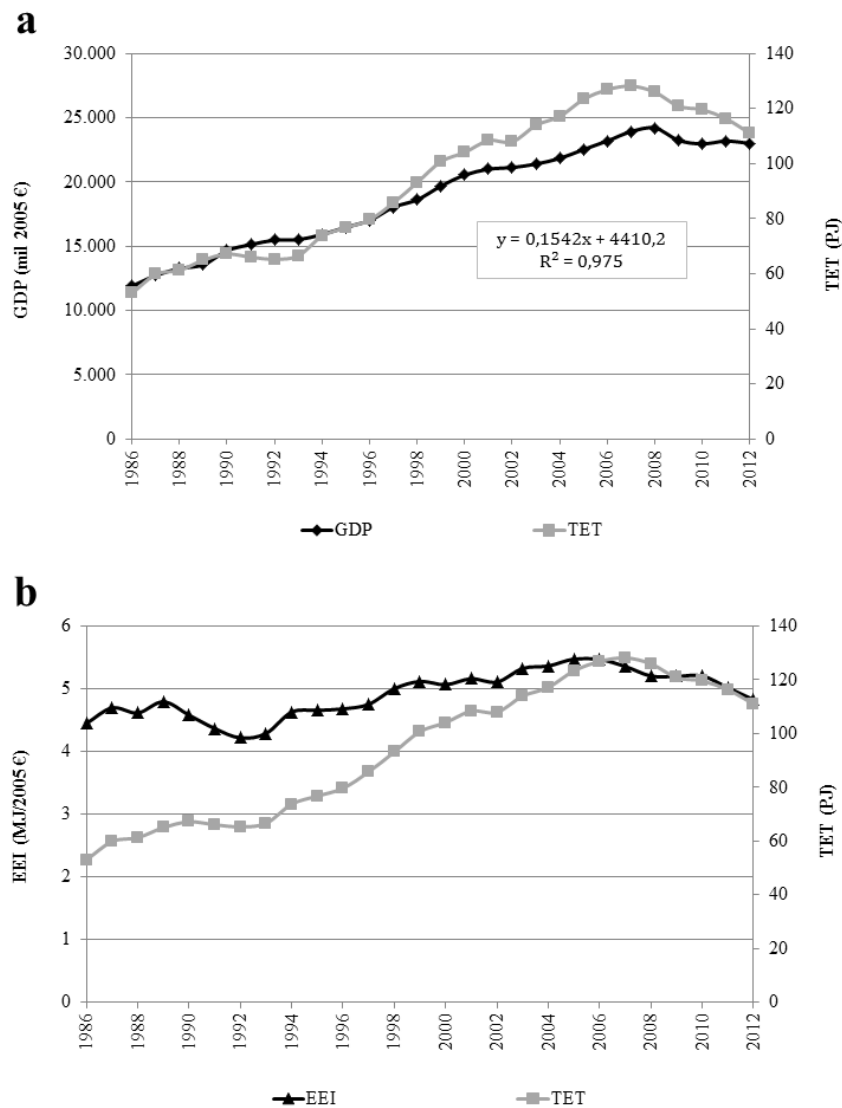 a
30.000
25.000
20.000
15.000
10.000
5.000
0
GDP (mil 2005 €)
140
120
100
80
60
40
20
0
TET (PJ)
y = 0,1542x + 4410,2
R² = 0,975
1986 1988 1990 1992 1994 1996 1998 2000 2002 2004 2006 2008 2010 2012
GDP TET
b
6
5
4
3
2
1
0
EEI (MJ/2005 €)
140
120
100
80
60
40
20
0
TET (PJ)
1986 1988 1990 1992 1994 1996 1998 2000 2002 2004 2006 2008 2010 2012
EEI TET